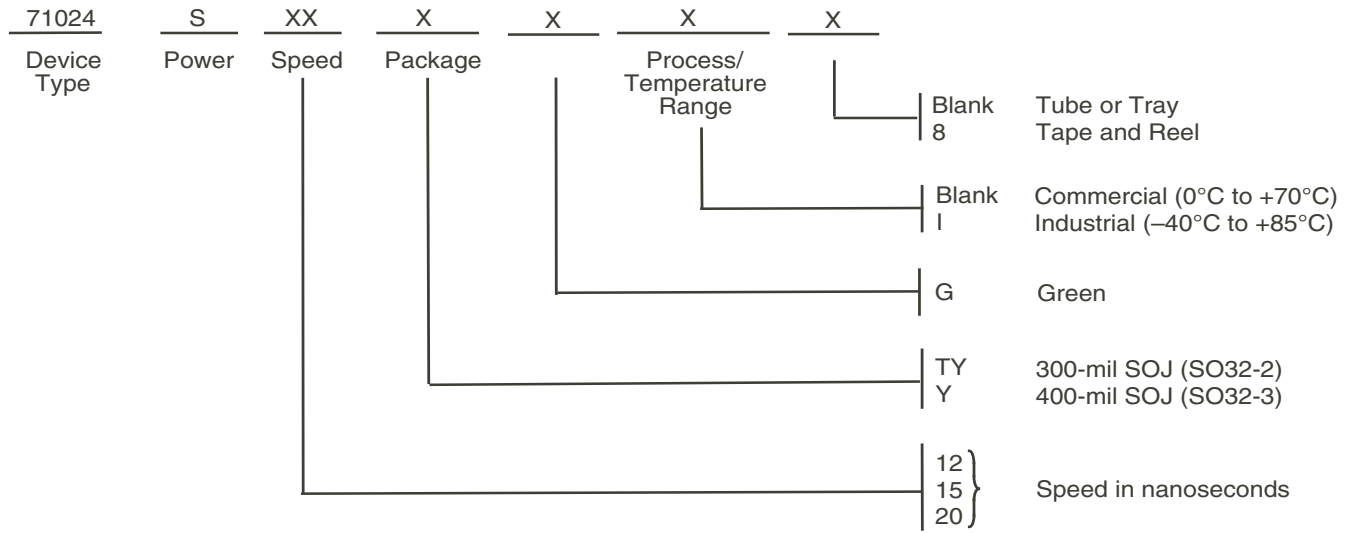 71024 S XX X X X X
Device Type Power Speed Package Process/ Temperature Range
Blank Tube or Tray
8 Tape and Reel
Blank Commercial (0°C to +70°C)
I Industrial (–40°C to +85°C)
G Green
TY 300-mil SOJ (SO32-2)
Y 400-mil SOJ (SO32-3)
12
15 Speed in nanoseconds
20